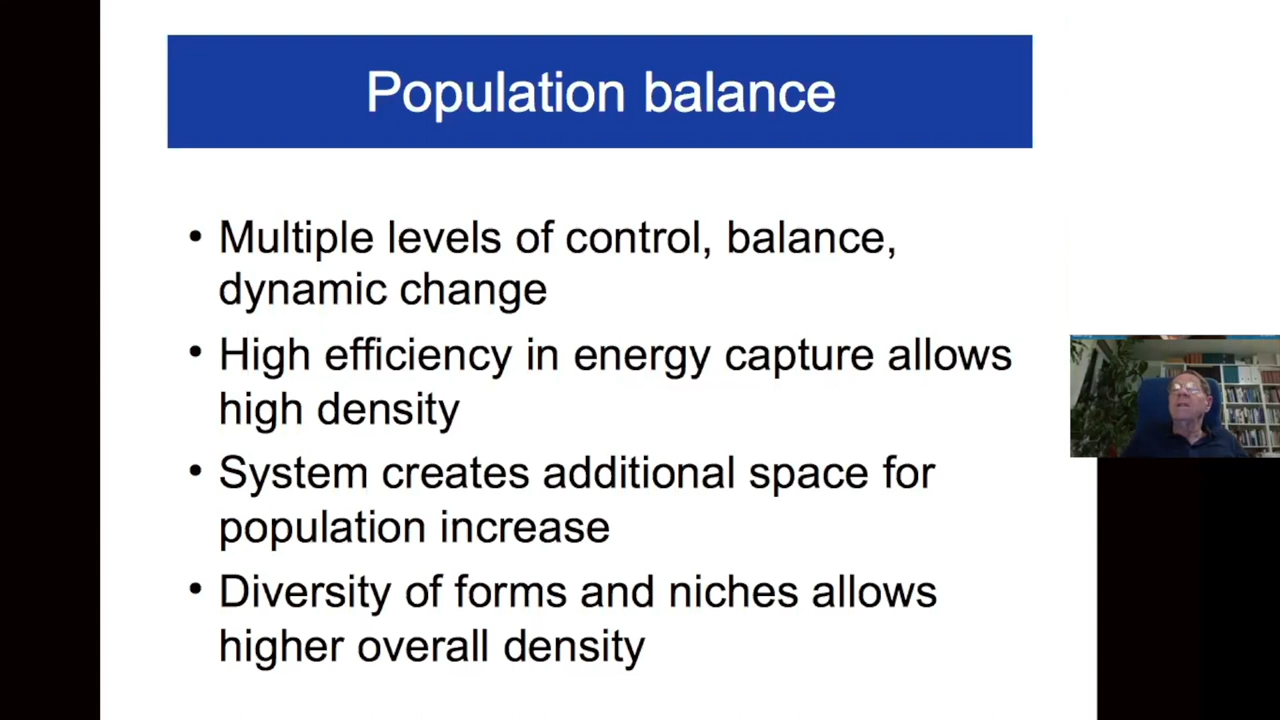 Population balance
• Multiple levels of control, balance,
dynamic change
• High efficiency in energy capture allows
high density
• System creates additional space for
population increase
• Diversity of forms and niches allows
higher overall density